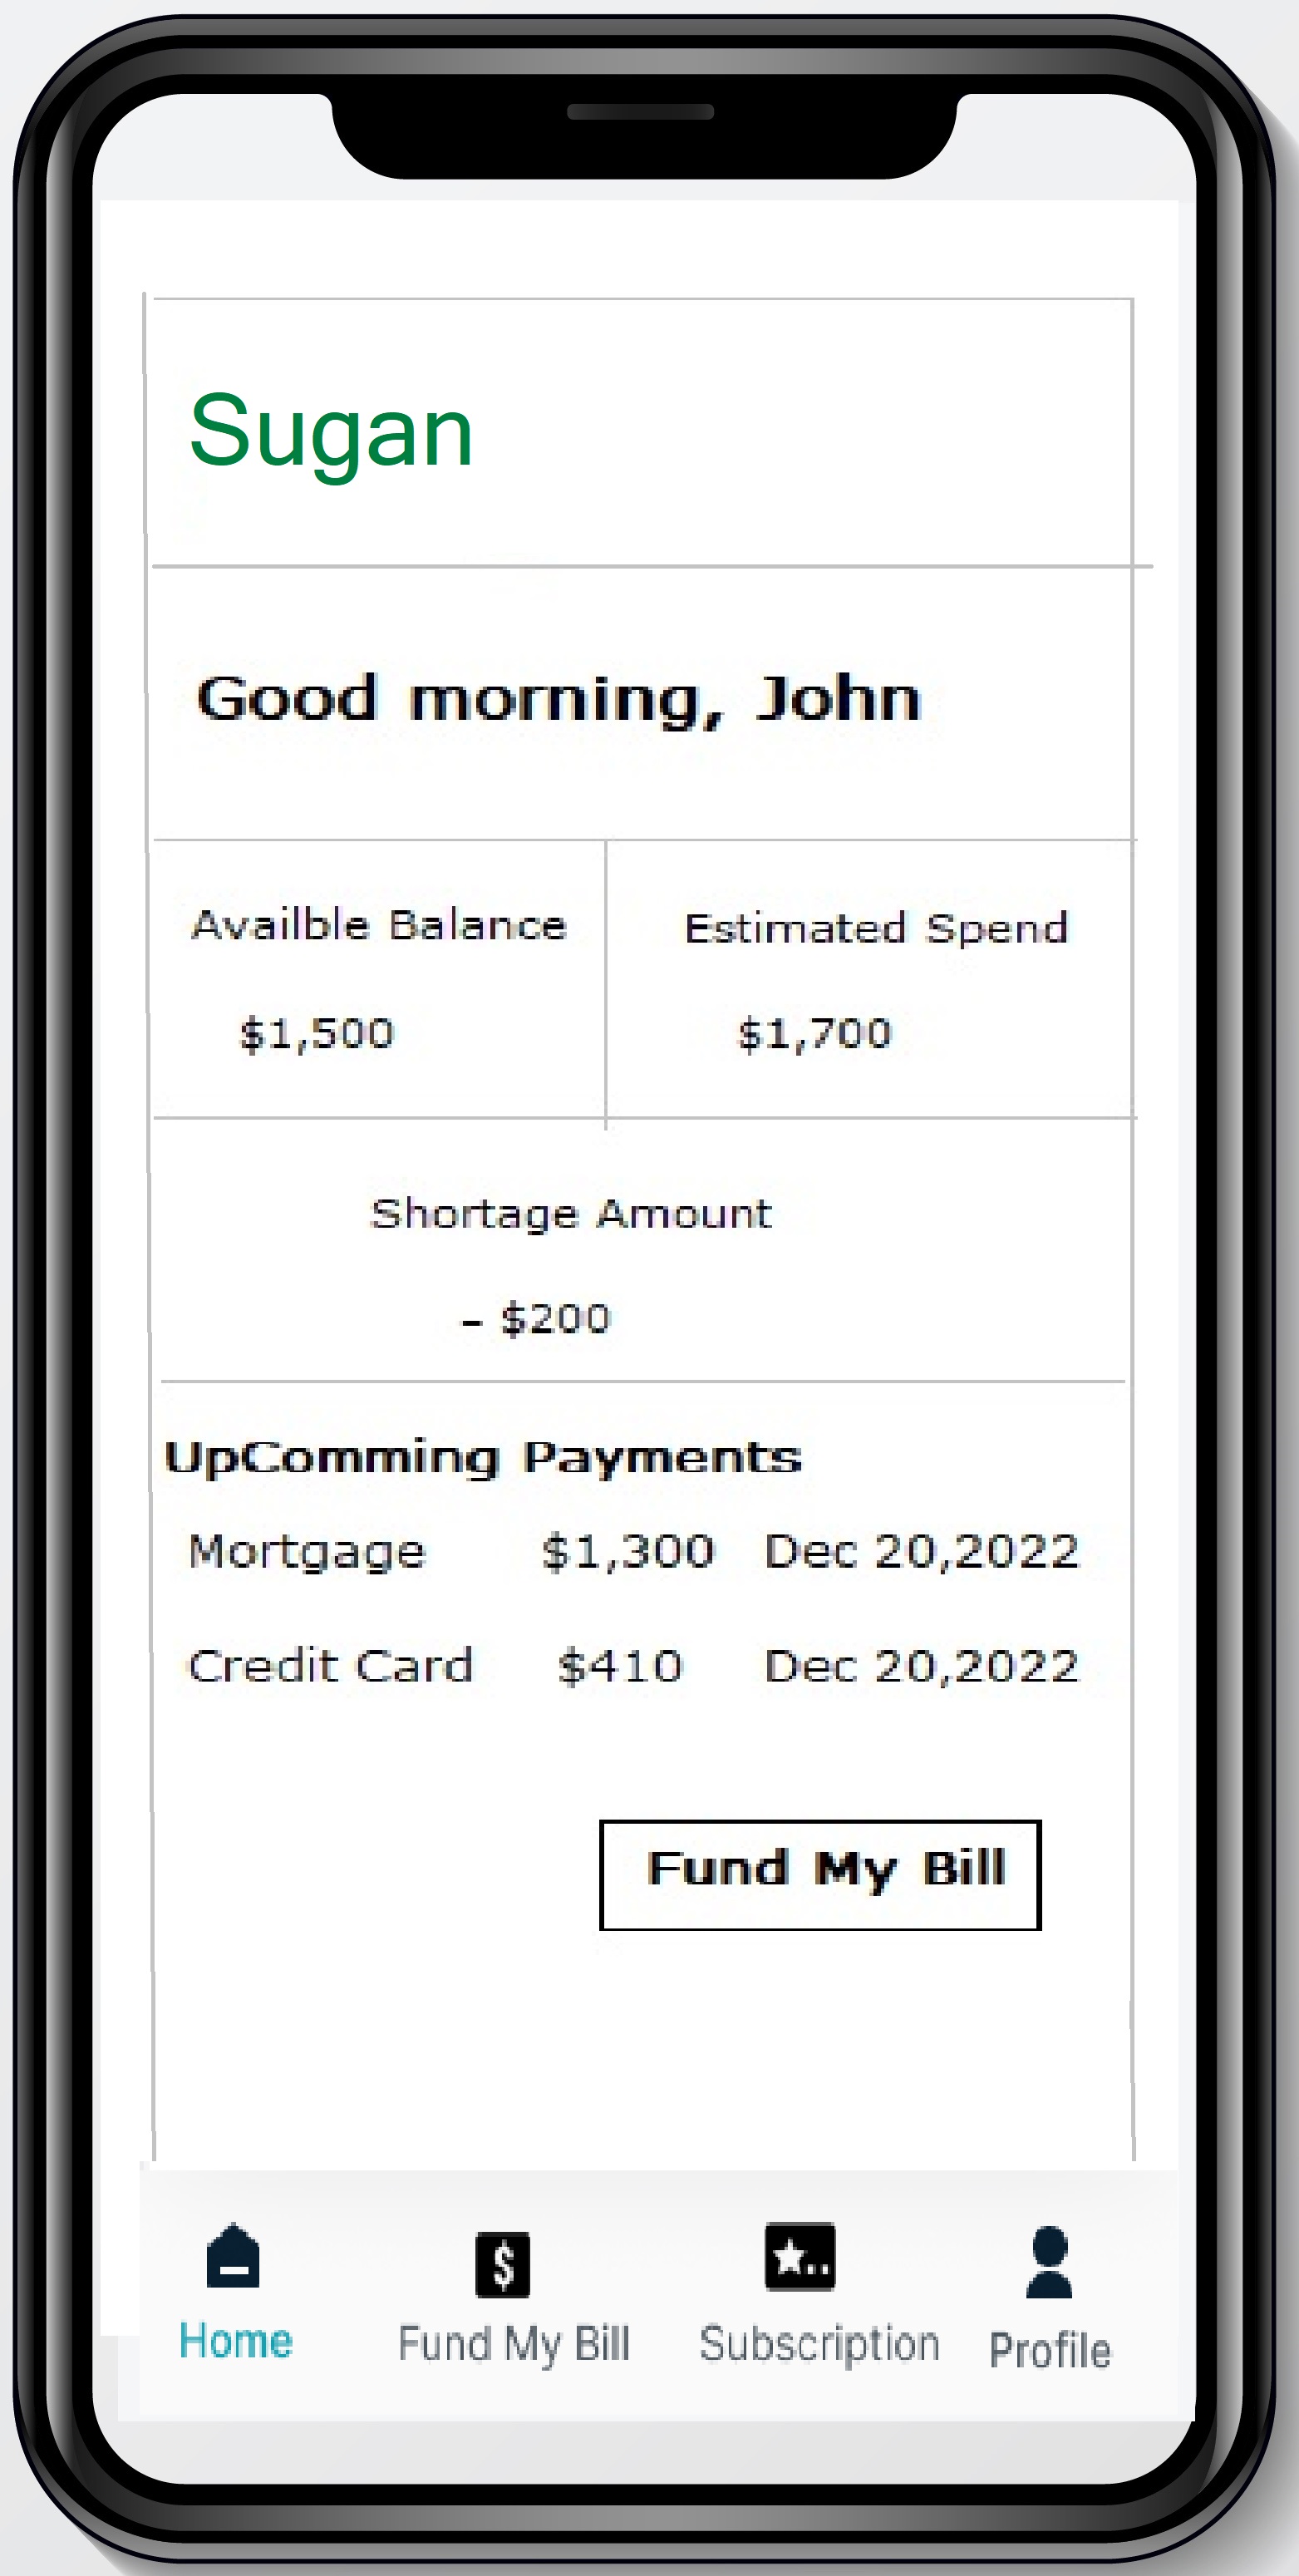 Sugan
Good morning, John
Availble Balance
$1,500
Estimated Spend
$1,700
Shortage Amount
- $200
UpComming Payments
Mortgage $1,300 Dec 20,2022
Credit Card $410 Dec 20,2022
Fund My Bill
$
Home Fund My Bill Subscription Profile